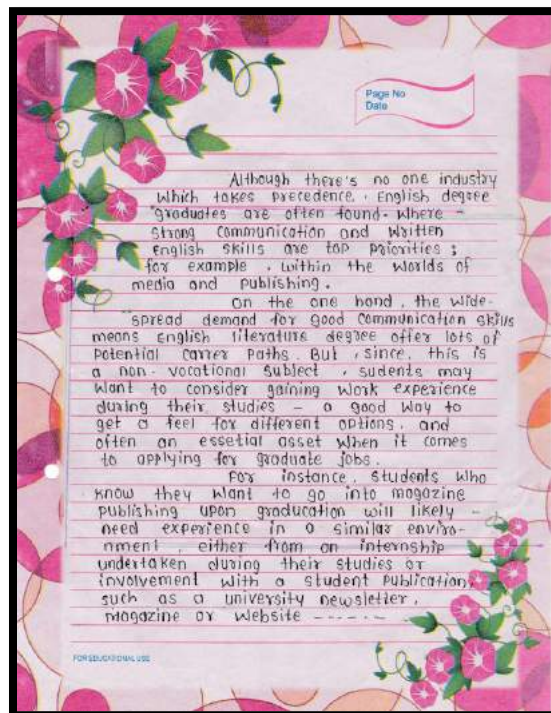 Page No
Date
Although there's no one industry
which takes precedence, English degree
graduates are often found- where -
strong communication and written
English skills are top priorities ;
for example , within the worlds of
media and publishing .
on the one hand , the wide-
spread demand for good communication skills
means English literature degree offer lots of
potential carrer paths. But , since, this is
a non- vocational subject , sudents may
want to consider gaining work experience
during their studies - a good way to
get a feel for different options, and
often an essetial asset when it comes
to applying for graduate jobs .
For instance, students who
know they want to go into magazine
publishing upon graducation will likely -
need experience in a similar enviro-
nment , either from an internship
undertaken during their studies or
involvement with a student publication,
such as a university newsletter,
magazine or website ------
FOR EDUCATIONAL USE